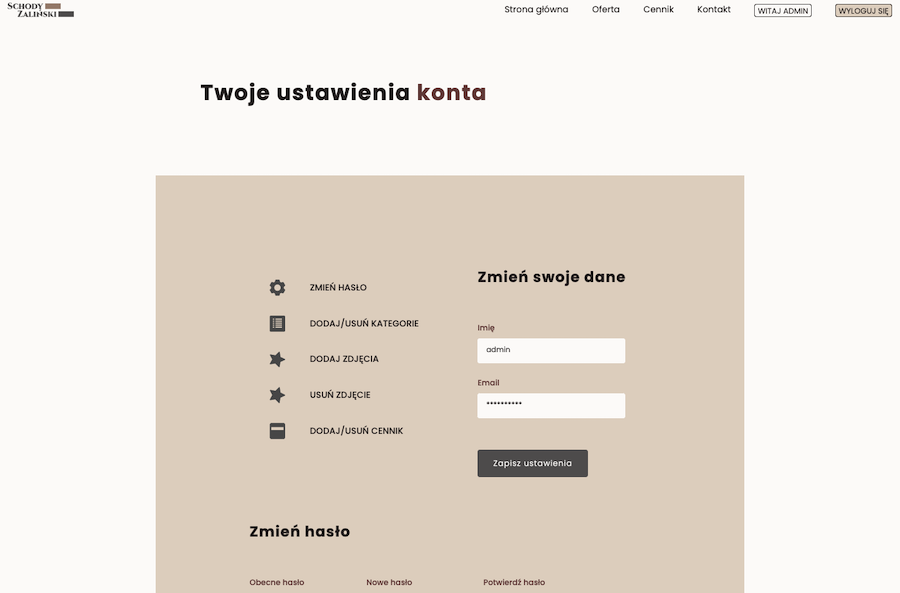 SCHODY
ZALIŃSKI
Strona główna
Oferta
Cennik
Kontakt
WITAJ ADMIN
WYLOGUJ SIĘ
Twoje ustawienia konta
ZMIEŃ HASŁO
DODAJ/USUŃ KATEGORIE
DODAJ ZDJĘCIA
USUŃ ZDJĘCIE
DODAJ/USUŃ CENNIK
Zmień swoje dane
Imię
admin
Email
**********
Zapisz ustawienia
Zmień hasło
Obecne hasło
Nowe hasło
Potwierdź hasło